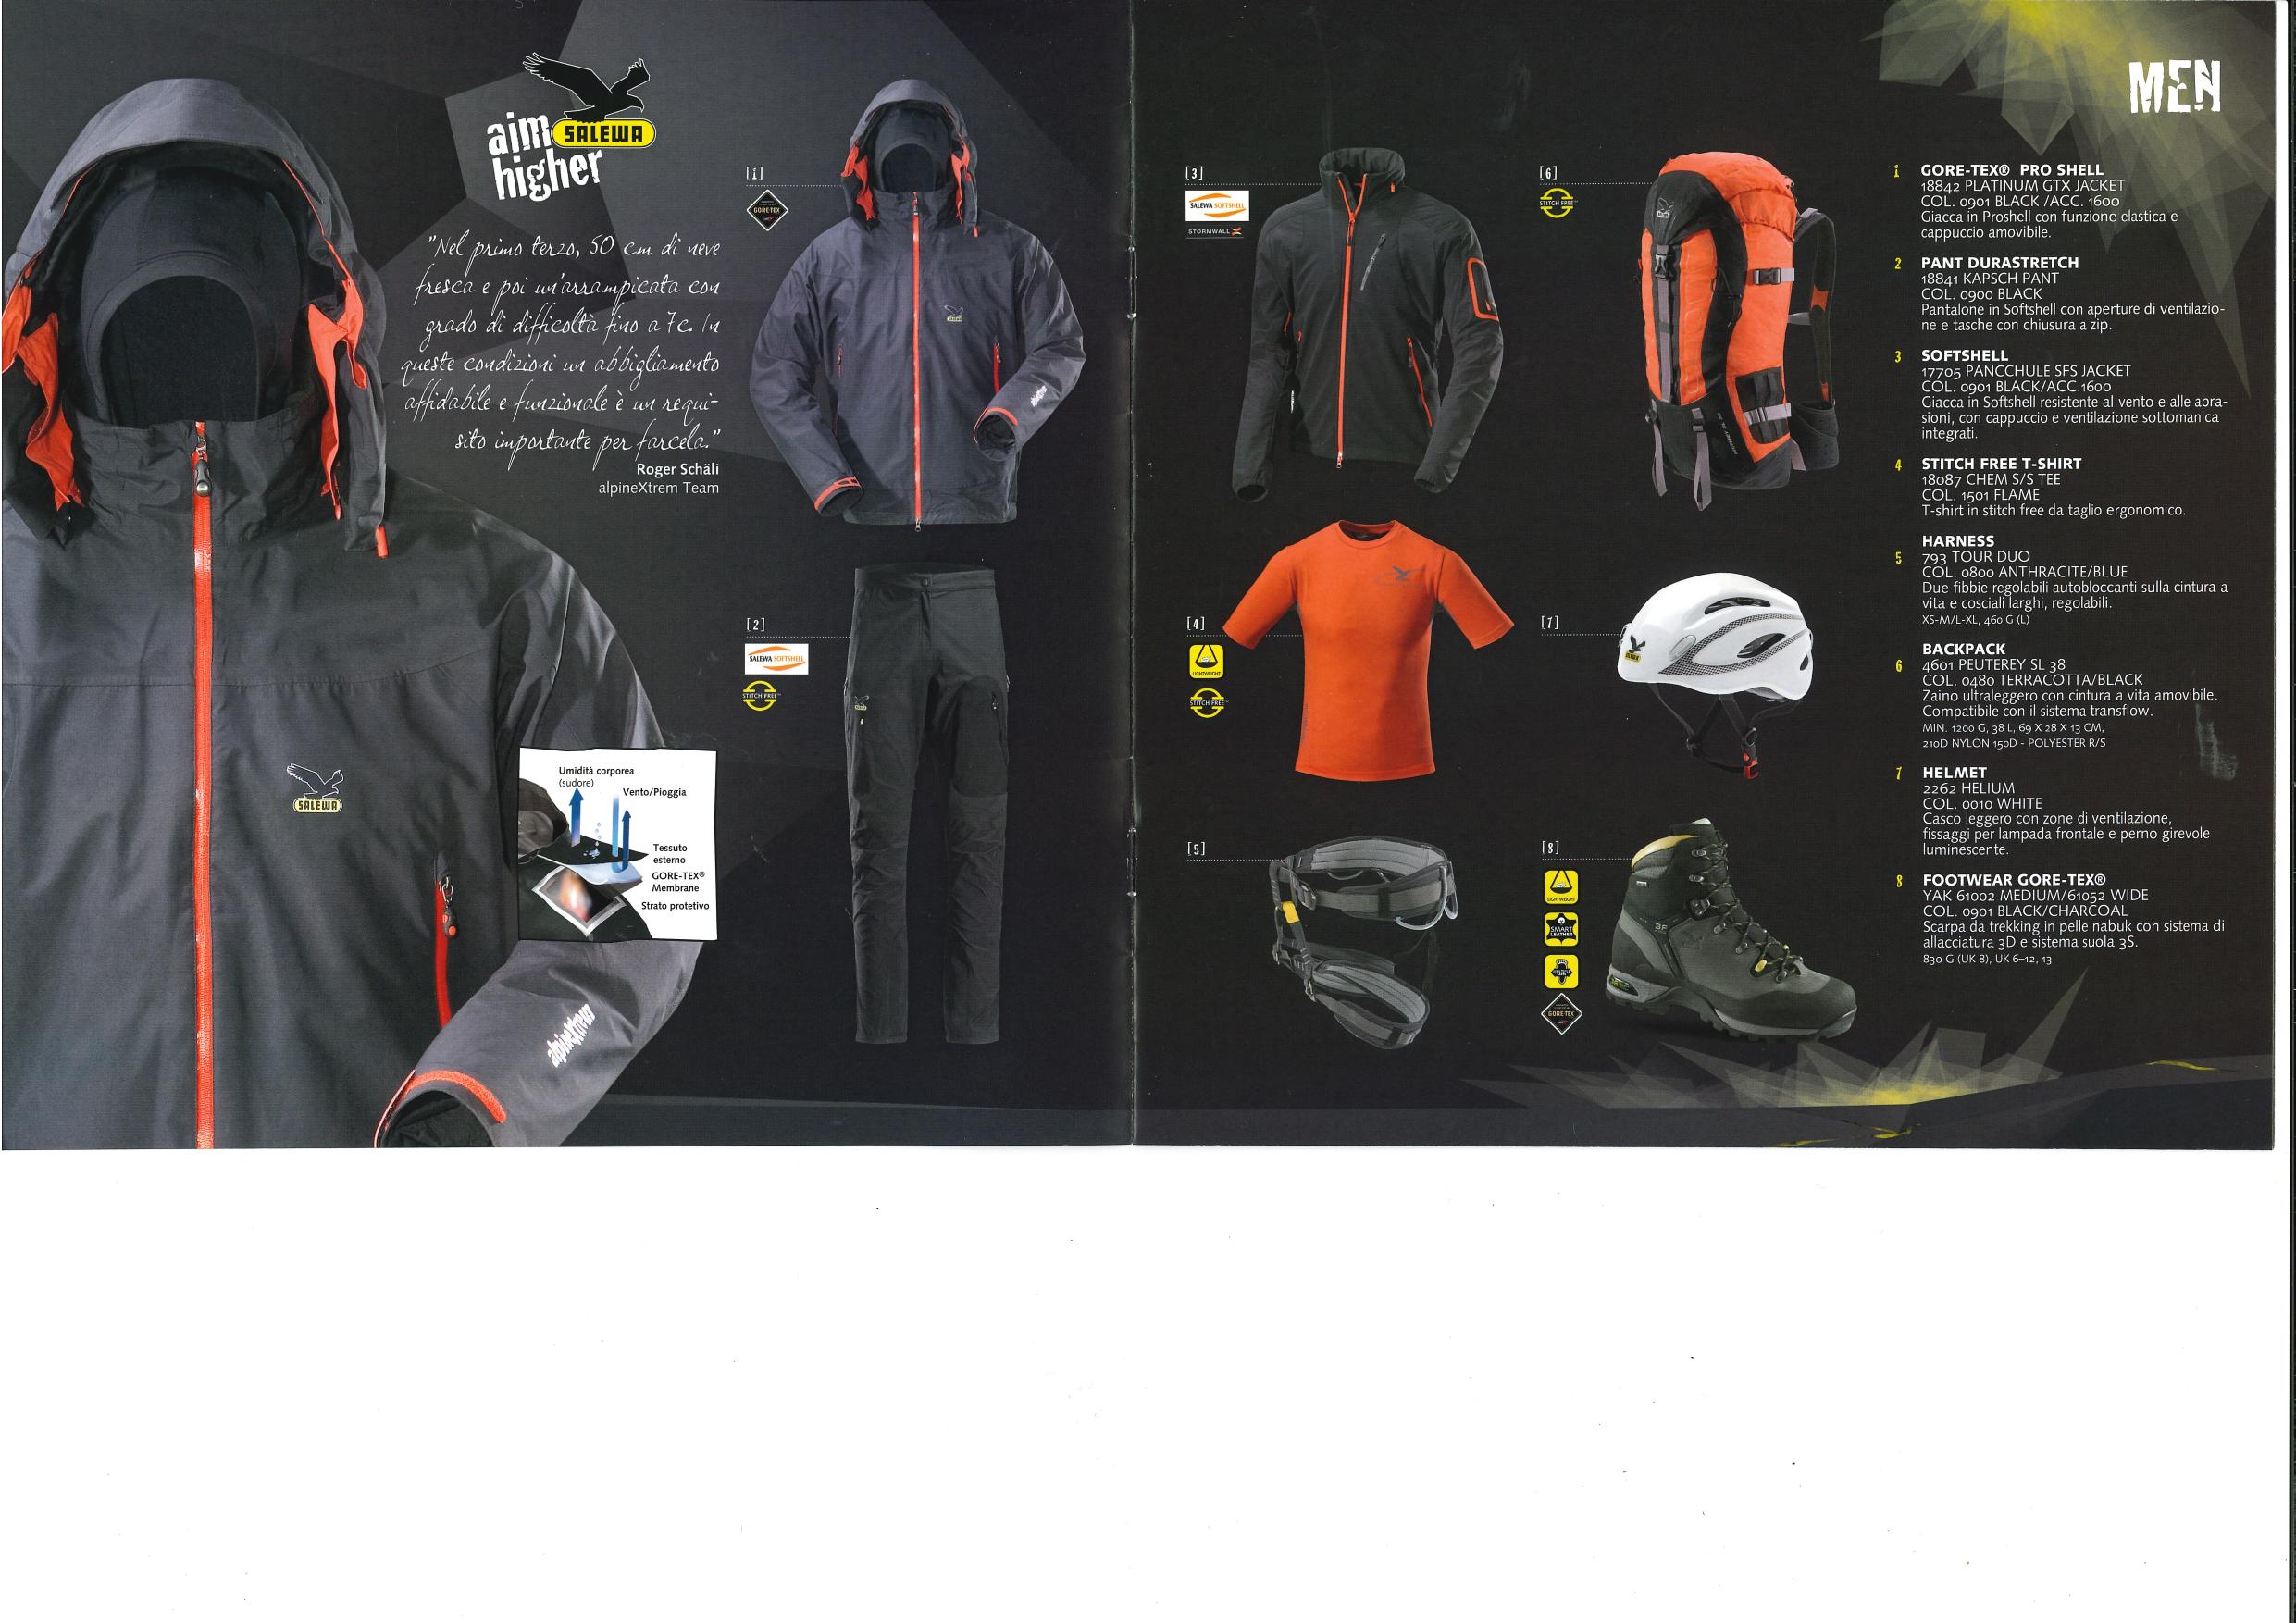 aim
higher
SALEWA
"Nel primo terzo, 50 cm di neve
fresca e poi un'arrampicata con
grado di difficoltà fino a 7c. In
queste condizioni un abbigliamento
affidabile e funzionale è un requi-
sito importante per farcela."
Roger Schäli
alpineXtrem Team
SALEWA
alpineXtrem
Umidità corporea
(sudore)
Vento/Pioggia
Tessuto
esterno
GORE-TEX®
Membrane
Strato protetivo
[1]
GORE-TEX
[2]
SALEWA SOFTSHELL
STITCH FREE™
[3]
SALEWA SOFTSHELL
STORMWALL
[4]
LIGHTWEIGHT
STITCH FREE™
[5]
[6]
STITCH FREE™
[7]
[8]
LIGHTWEIGHT
SMART
LEATHER
GORE-TEX
MEN
1 GORE-TEX® PRO SHELL
18842 PLATINUM GTX JACKET
COL. 0901 BLACK /ACC. 1600
Giacca in Proshell con funzione elastica e
cappuccio amovibile.
2 PANT DURASTRETCH
18841 KAPSCH PANT
COL. 0900 BLACK
Pantalone in Softshell con aperture di ventilazio-
ne e tasche con chiusura a zip.
3 SOFTSHELL
17705 PANCCHULE SFS JACKET
COL. 0901 BLACK/ACC.1600
Giacca in Softshell resistente al vento e alle abra-
sioni, con cappuccio e ventilazione sottomanica
integrati.
4 STITCH FREE T-SHIRT
18087 CHEM S/S TEE
COL. 1501 FLAME
T-shirt in stitch free da taglio ergonomico.
HARNESS
5 793 TOUR DUO
COL. 0800 ANTHRACITE/BLUE
Due fibbie regolabili autobloccanti sulla cintura a
vita e cosciali larghi, regolabili.
XS-M/L-XL, 460 G (L)
BACKPACK
6 4601 PEUTEREY SL 38
COL. 0480 TERRACOTTA/BLACK
Zaino ultraleggero con cintura a vita amovibile.
Compatibile con il sistema transflow.
MIN. 1200 G, 38 L, 69 X 28 X 13 CM,
210D NYLON 150D - POLYESTER R/S
7 HELMET
2262 HELIUM
COL. 0010 WHITE
Casco leggero con zone di ventilazione,
fissaggi per lampada frontale e perno girevole
luminescente.
8 FOOTWEAR GORE-TEX®
YAK 61002 MEDIUM/61052 WIDE
COL. 0901 BLACK/CHARCOAL
Scarpa da trekking in pelle nabuk con sistema di
allacciatura 3D e sistema suola 3S.
830 G (UK 8), UK 6–12, 13